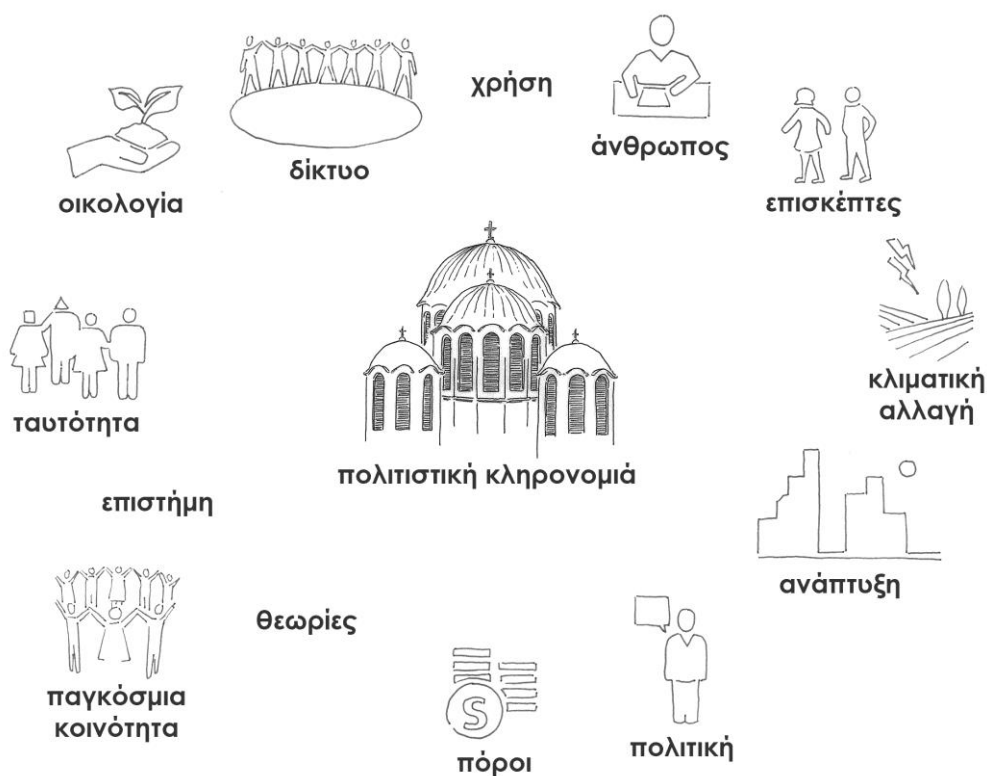 χρήση
άνθρωπος
δίκτυο
επισκέπτες
οικολογία
κλιματική
αλλαγή
ταυτότητα
πολιτιστική κληρονομιά
επιστήμη
ανάπτυξη
θεωρίες
παγκόσμια
κοινότητα
S
πολιτική
πόροι